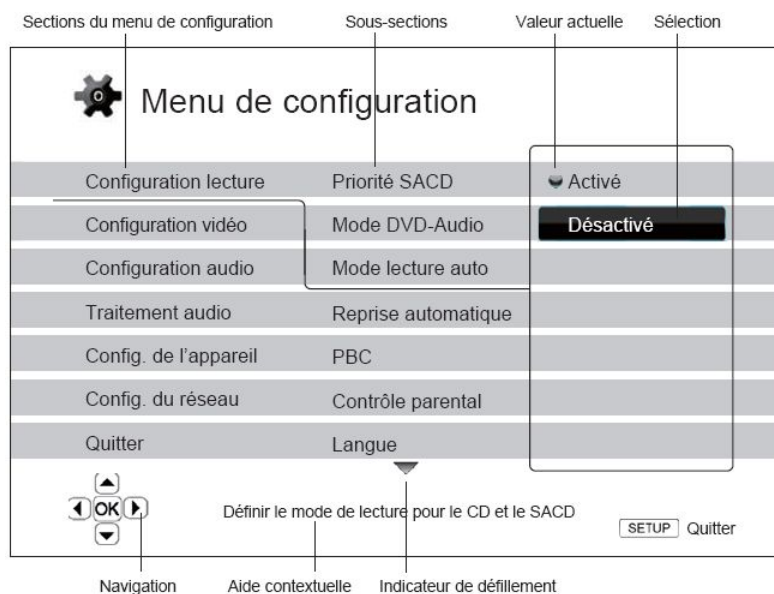 Sections du menu de configuration Sous-sections Valeur actuelle Sélection
Menu de configuration
Configuration lecture Priorité SACD Activé
Configuration vidéo Mode DVD-Audio Désactivé
Configuration audio Mode lecture auto
Traitement audio Reprise automatique
Config. de l'appareil PBC
Config. du réseau Contrôle parental
Quitter Langue
OK Définir le mode de lecture pour le CD et le SACD SETUP Quitter
Navigation Aide contextuelle Indicateur de défillement